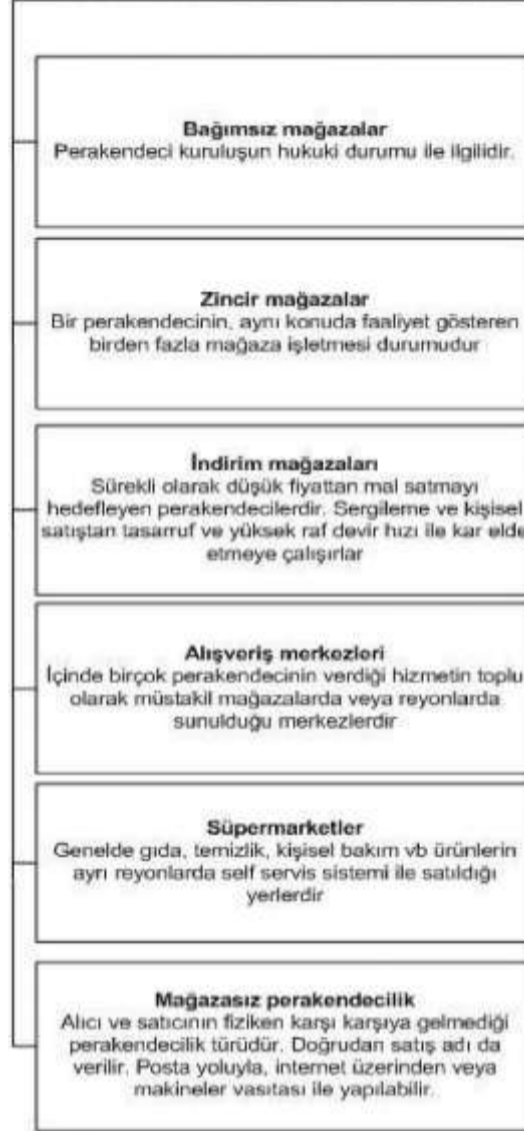 Bağımsız mağazalar
Perakendeci kuruluşun hukuki durumu ile ilgilidir.
Zincir mağazalar
Bir perakendecinin, aynı konuda faaliyet gösteren
birden fazla mağaza işletmesi durumudur
İndirim mağazaları
Sürekli olarak düşük fiyattan mal satmayı
hedefleyen perakendecilerdir. Sergileme ve kişisel
satıştan tasarruf ve yüksek raf devir hızı ile kar elde
etmeye çalışırlar
Alışveriş merkezleri
İçinde birçok perakendecinin verdiği hizmetin toplu
olarak müstakil mağazalarda veya reyonlarda
sunulduğu merkezlerdir
Süpermarketler
Genelde gıda, temizlik, kişisel bakım vb ürünlerin
ayrı reyonlarda self servis sistemi ile satıldığı
yerlerdir
Mağazasız perakendecilik
Alıcı ve satıcının fiziken karşı karşıya gelmediği
perakendecilik türüdür. Doğrudan satış adı da
verilir. Posta yoluyla, internet üzerinden veya
makineler vasıtası ile yapılabilir.